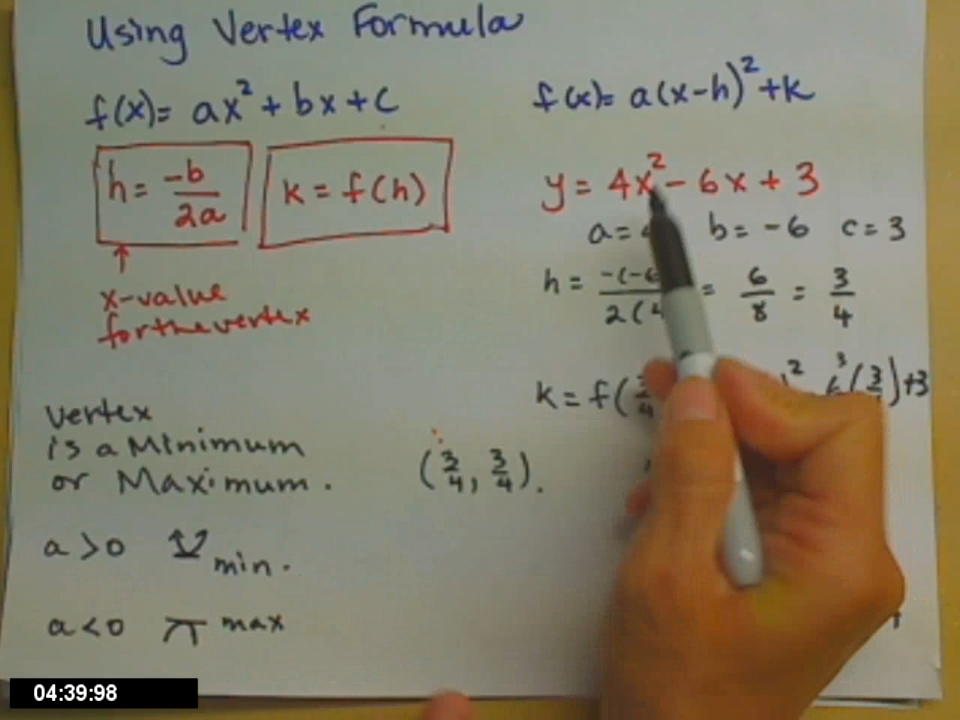 Using Vertex Formula
f(x)= ax² + bx + c
h = -b/2a
k = f(h)
↑
x-value
for the vertex
vertex
is a Minimum
or Maximum.
a > 0 min.
a < 0 max
f(x)= a(x-h)² + k
y = 4x² - 6x + 3
a = b = -6 c = 3
h = = 6/8 = 3/4
k = f( +3
(3/4, 3/4).
04:39:98